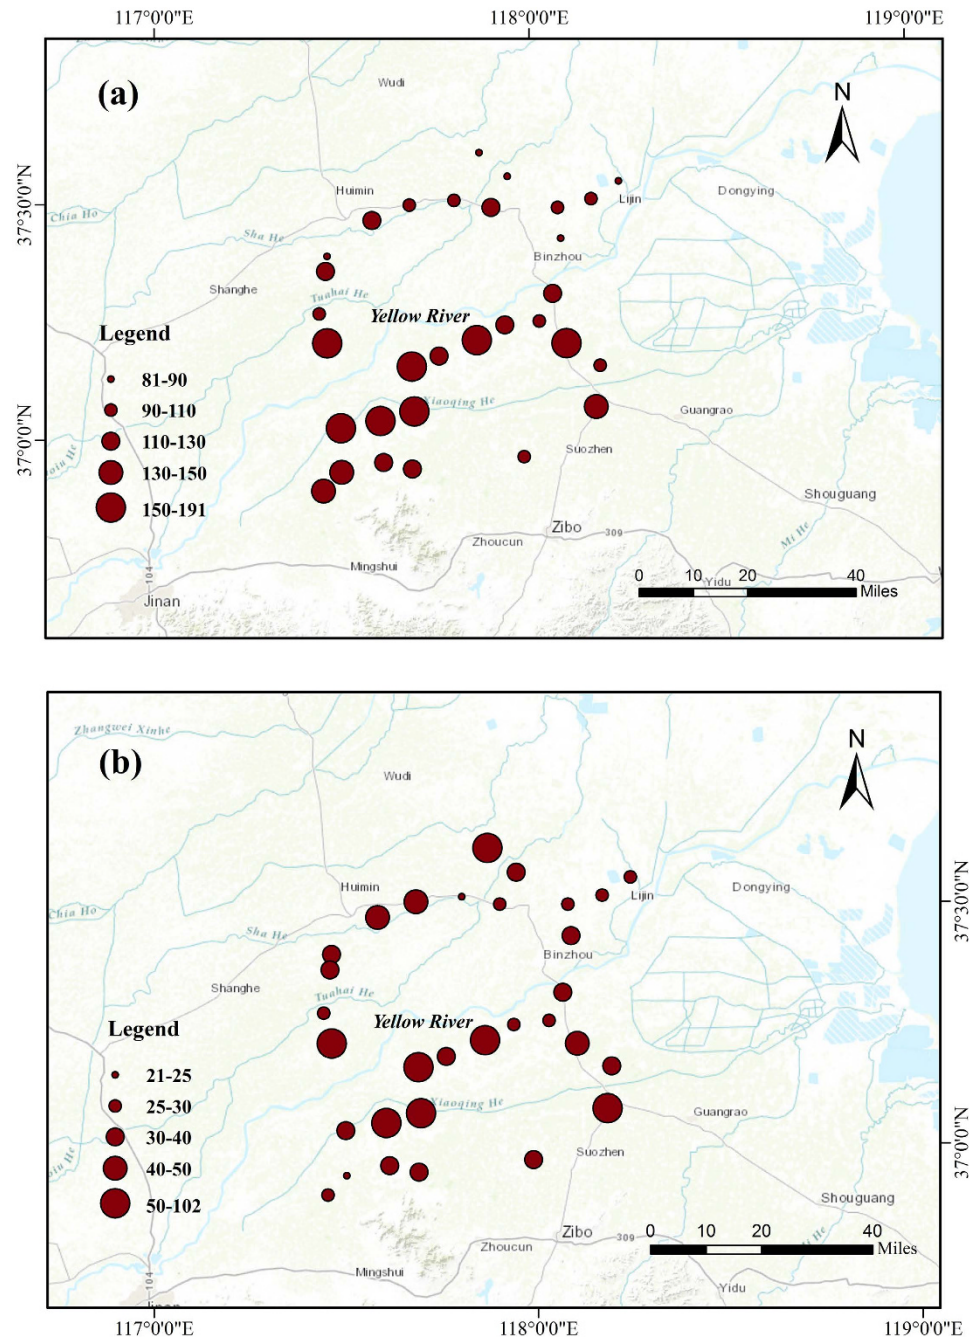 117°0'0"E 118°0'0"E 119°0'0"E
(a)
Wudi
N
37°30'0"N
Huimin
Lijin
Dongying
Chia Ho
Sha He
Binzhou
Shanghe
Tuahai He
Yellow River
Legend
81-90
90-110
110-130
130-150
150-191
Xiaoqing He
Guangrao
37°0'0"N
Suozhen
Shouguang
Zibo
309
Mi He
Zhoucun
Mingshui
104
Jinan
0 10 20 40
Miles
Yidu
Zhangwei Xinhe
(b)
Wudi
N
Huimin
Lijin
Dongying
37°30'0"N
Chia Ho
Sha He
Binzhou
Shanghe
Tuahai He
Yellow River
Legend
21-25
25-30
30-40
40-50
50-102
Xiaoqing He
Guangrao
37°0'0"N
Suozhen
Shouguang
Zibo
309
Zhoucun
0 10 20 40
Miles
Mingshui
Yidu
104
117°0'0"E 118°0'0"E 119°0'0"E